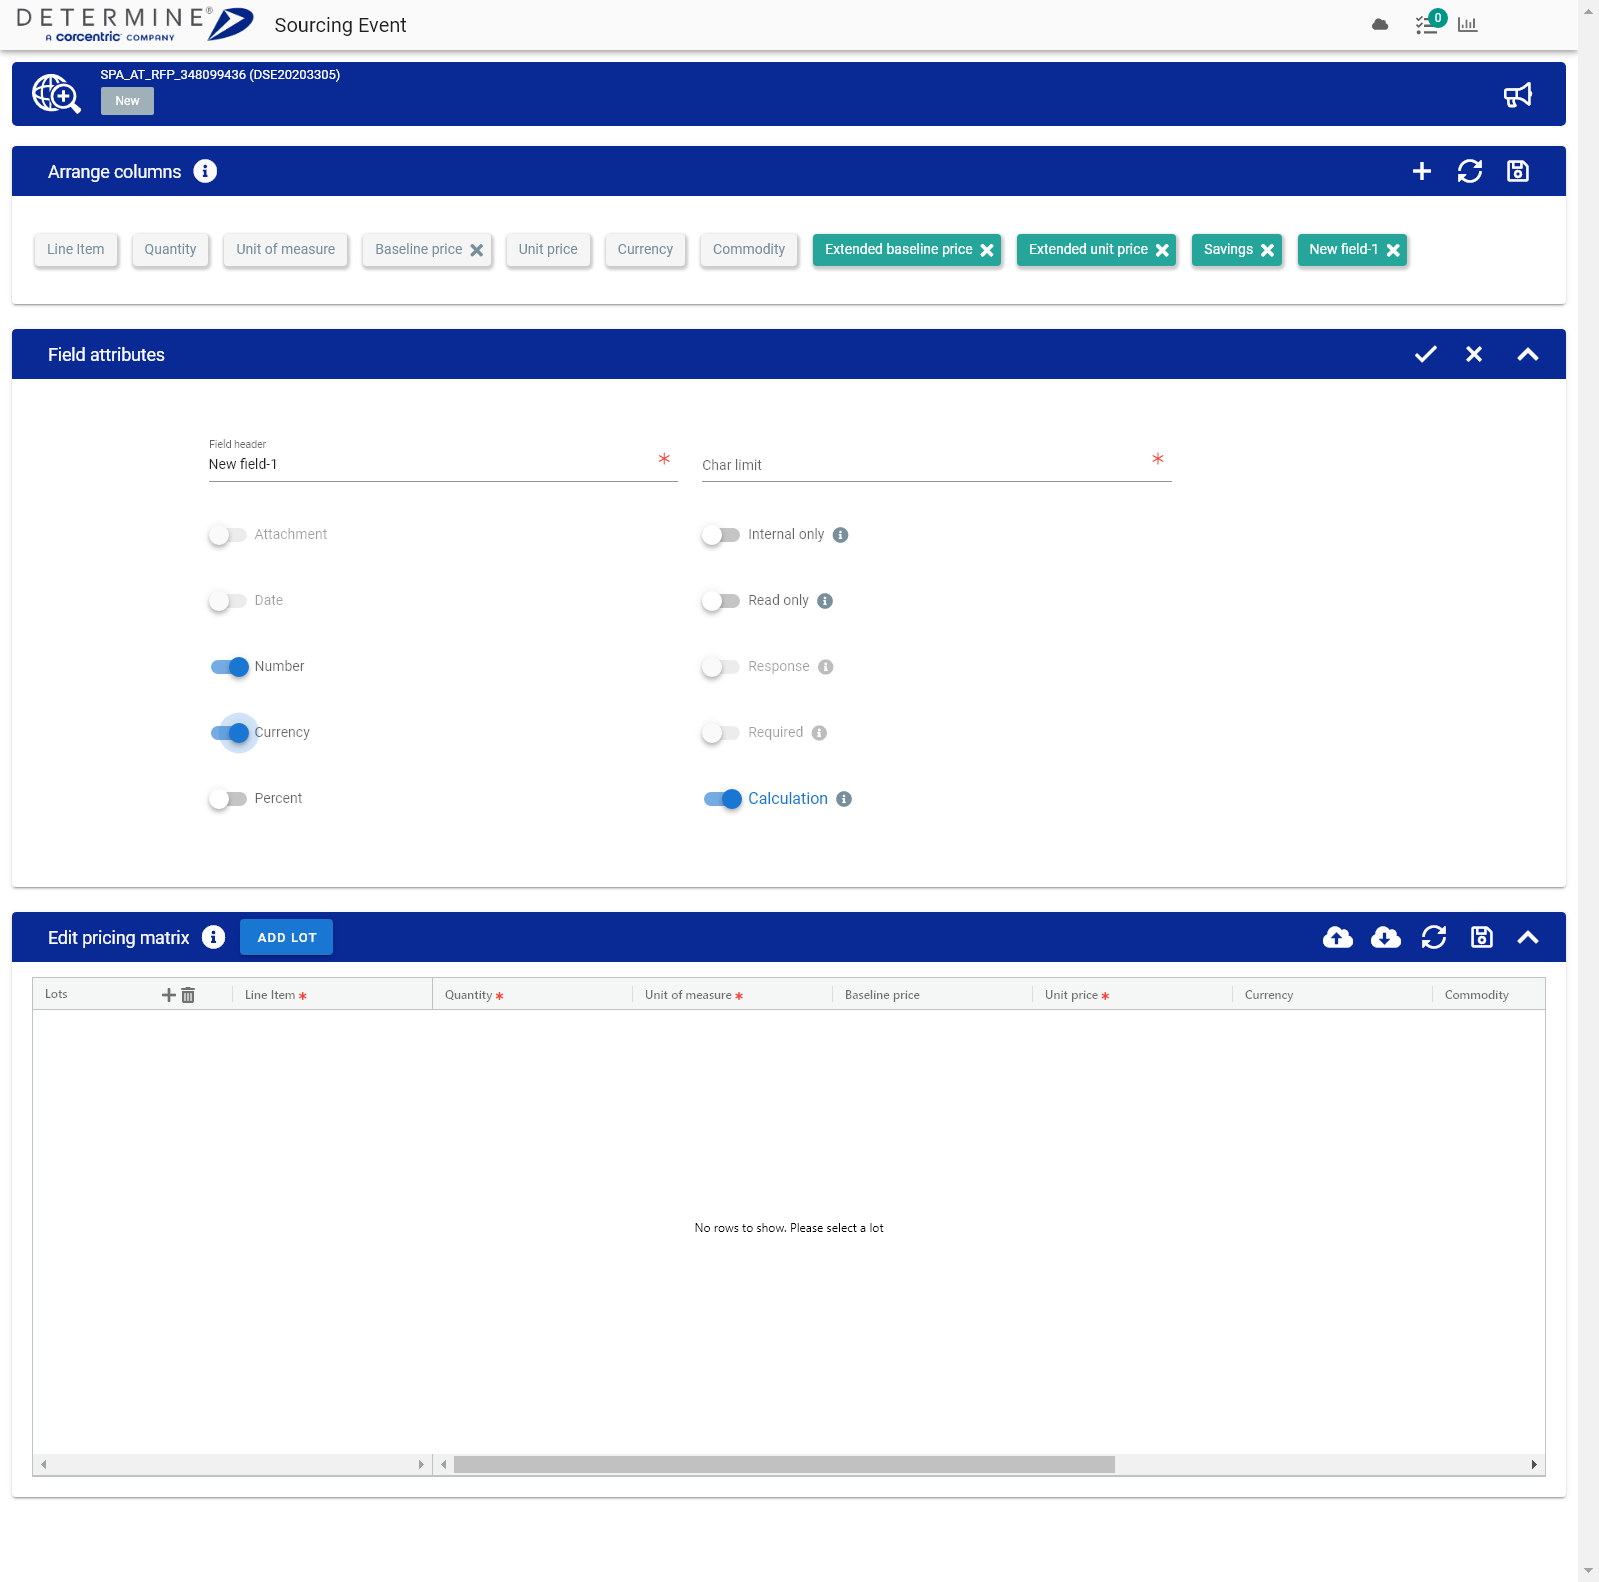 DETERMINE®
A corcentric COMPANY
Sourcing Event
0
SPA_AT_RFP_348099436 (DSE20203305)
New
Arrange columns
Line Item
Quantity
Unit of measure
Baseline price
Unit price
Currency
Commodity
Extended baseline price
Extended unit price
Savings
New field-1
Field attributes
Field header
New field-1 *
Char limit *
Attachment
Internal only
Date
Read only
Number
Response
Currency
Required
Percent
Calculation
Edit pricing matrix
ADD LOT
Lots
Line Item *
Quantity *
Unit of measure *
Baseline price
Unit price *
Currency
Commodity
No rows to show. Please select a lot